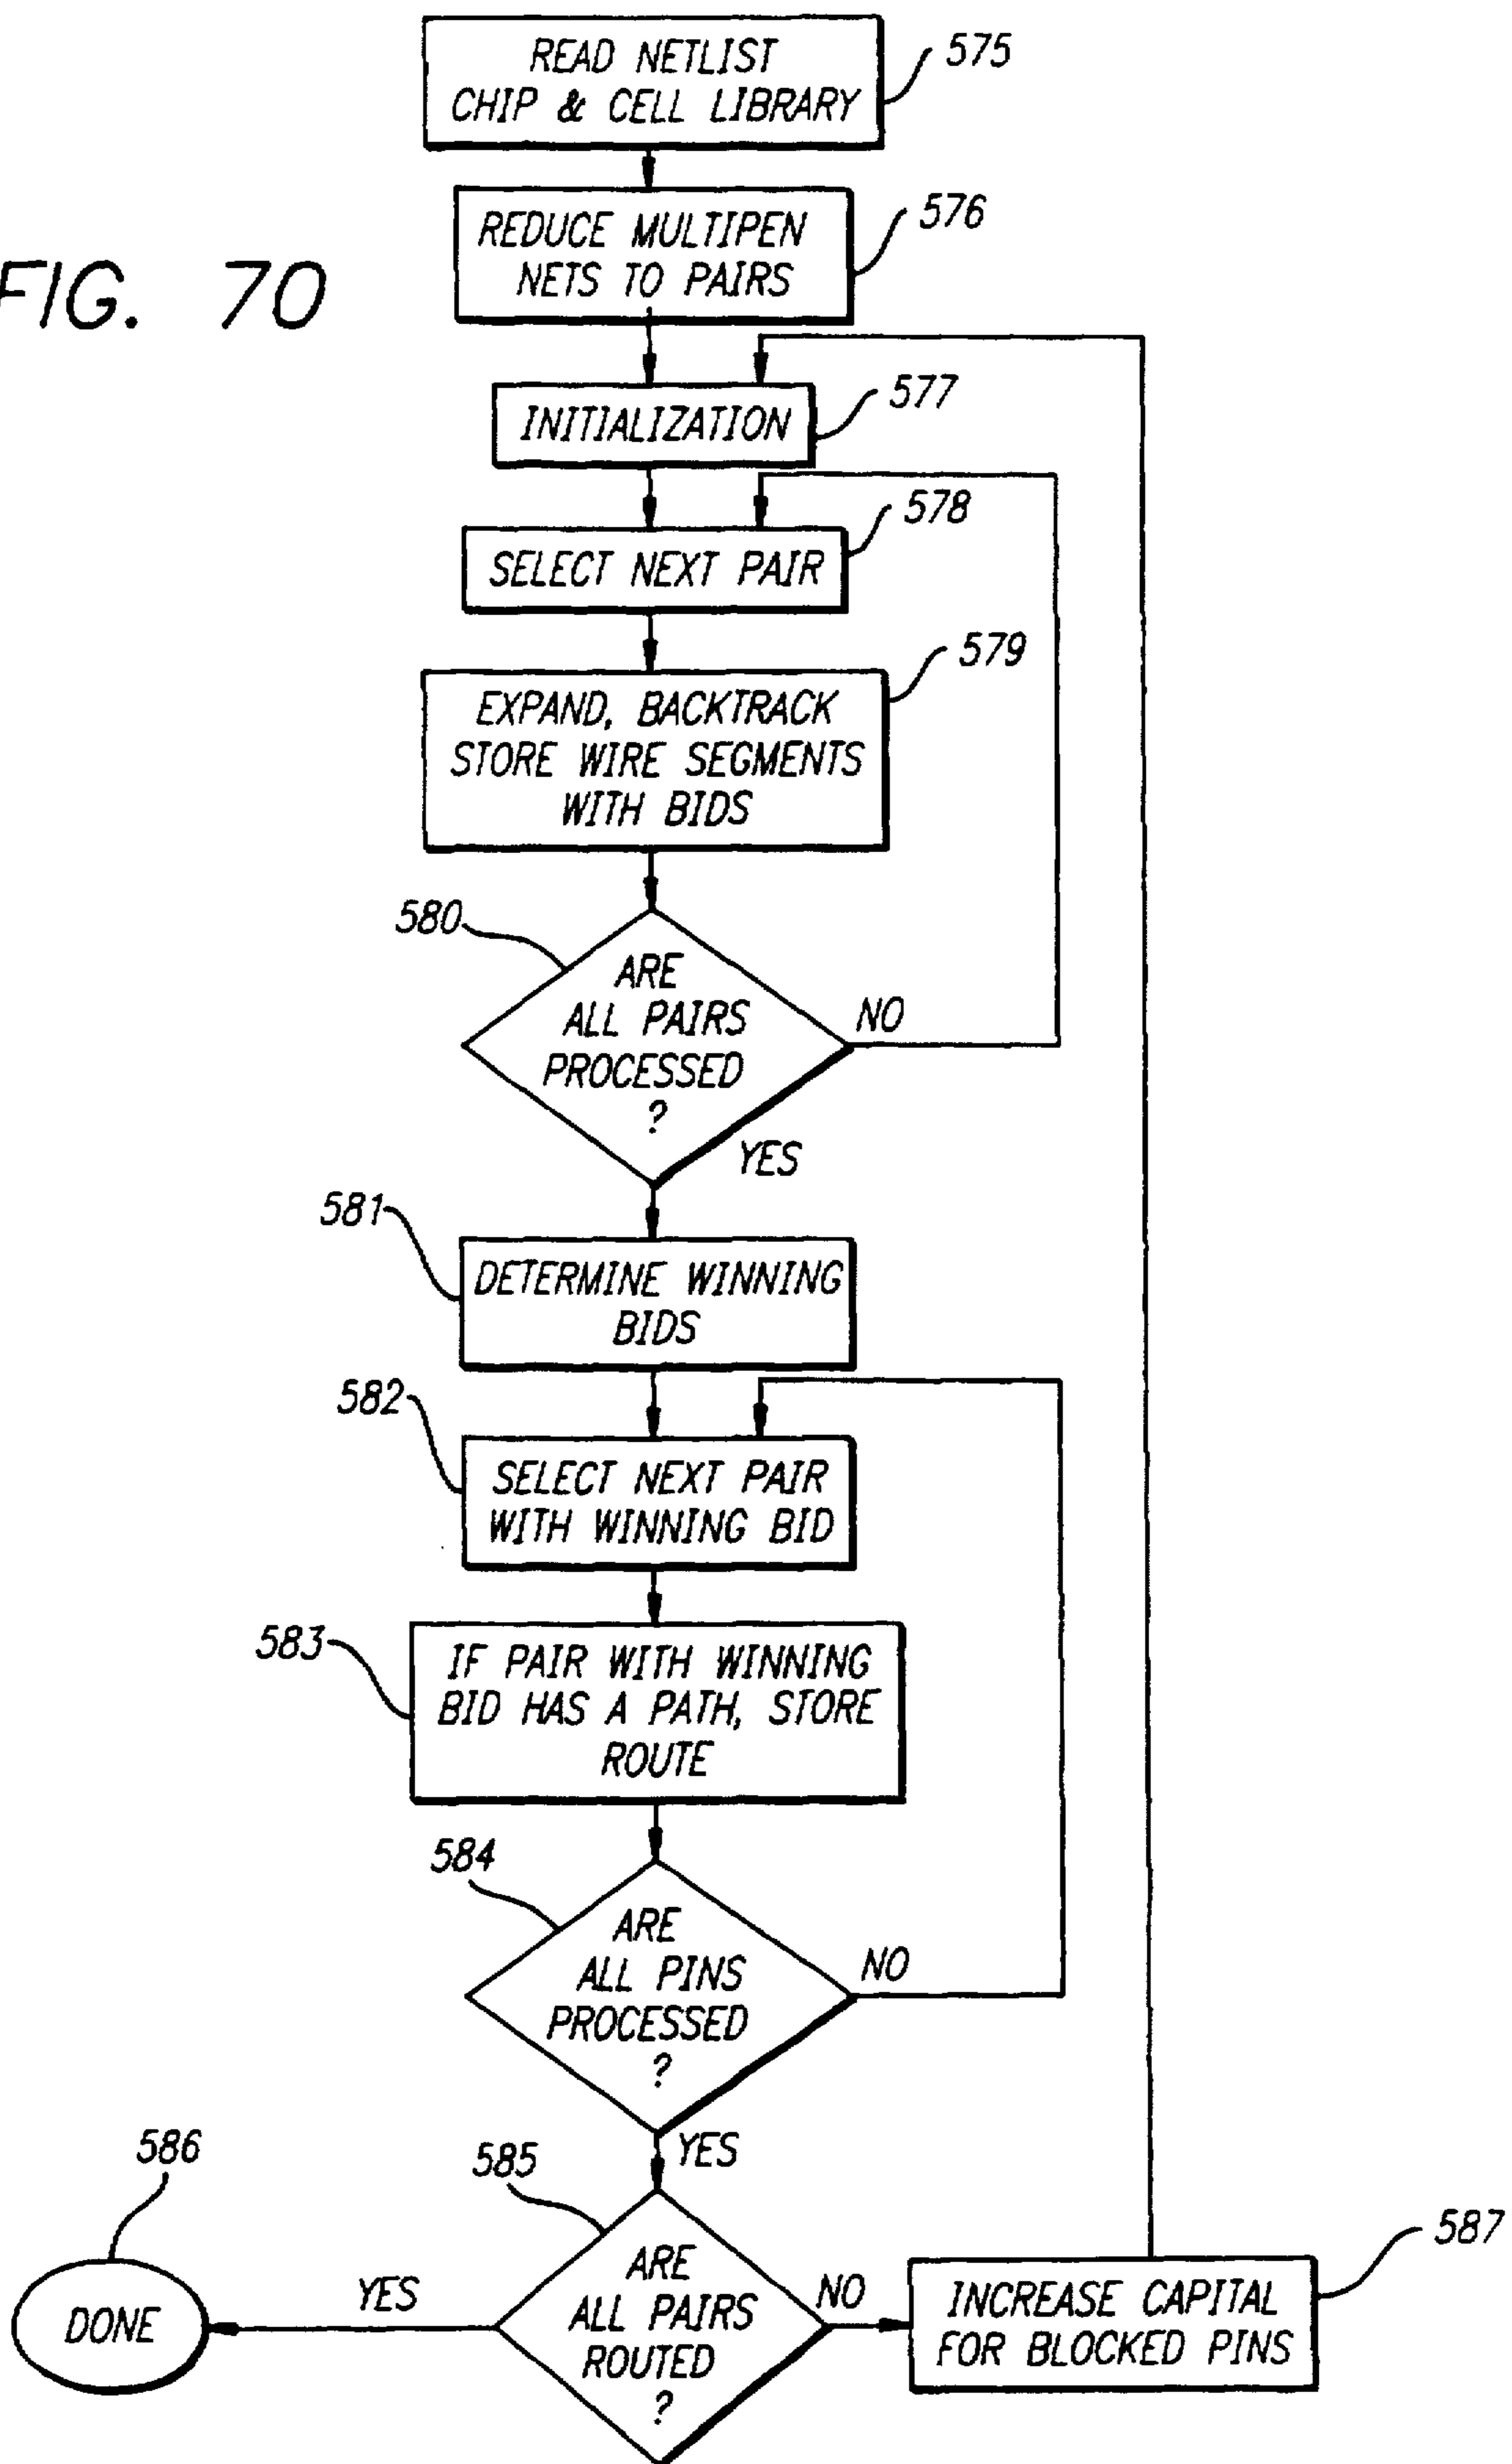 READ NETLIST
CHIP & CELL LIBRARY
575
REDUCE MULTIPEN
NETS TO PAIRS
576
FIG. 70
INITIALIZATION
577
SELECT NEXT PAIR
578
EXPAND, BACKTRACK
STORE WIRE SEGMENTS
WITH BIDS
579
580
ARE
ALL PAIRS
PROCESSED
?
NO
YES
581
DETERMINE WINNING
BIDS
582
SELECT NEXT PAIR
WITH WINNING BID
583
IF PAIR WITH WINNING
BID HAS A PATH, STORE
ROUTE
584
ARE
ALL PINS
PROCESSED
?
NO
YES
585
ARE
ALL PAIRS
ROUTED
?
YES
586
DONE
NO
INCREASE CAPITAL
FOR BLOCKED PINS
587